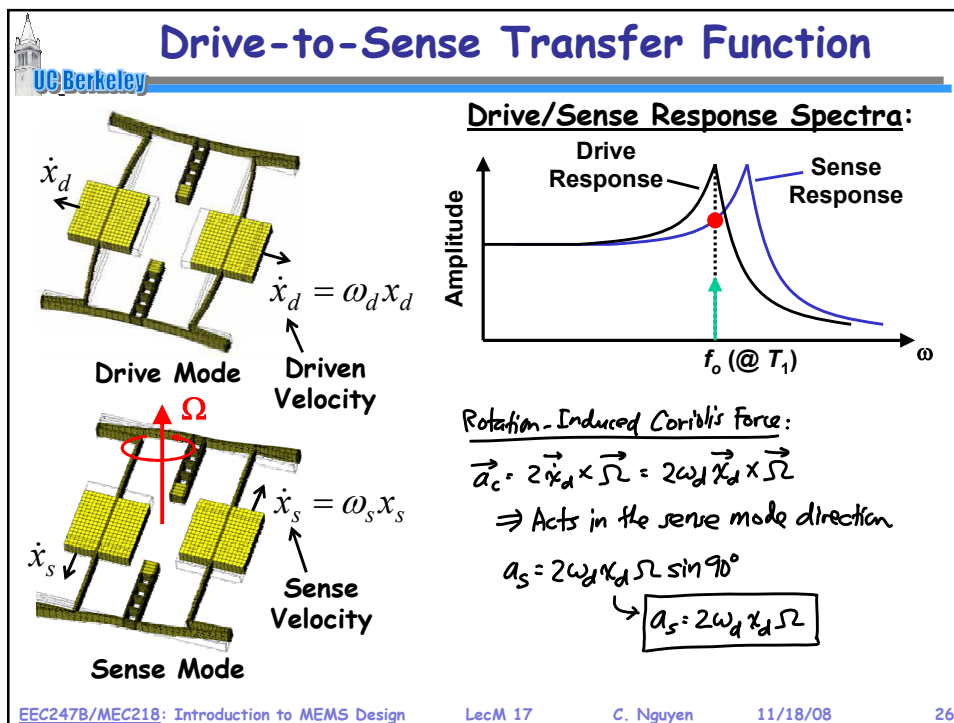 Drive-to-Sense Transfer Function
UC Berkeley
ẋ_d
ẋ_d = ω_d x_d
Drive Mode
Driven
Velocity
Ω
ẋ_s = ω_s x_s
ẋ_s
Sense
Velocity
Sense Mode
Drive/Sense Response Spectra:
Drive
Response
Sense
Response
Amplitude
f_o (@ T_1)
ω
Rotation-Induced Coriolis Force:
a⃗_c = 2ẋ⃗_d × Ω⃗ = 2ω_d x⃗_d × Ω⃗
⇒ Acts in the sense mode direction
a_s = 2ω_d x_d Ω sin 90°
a_s = 2ω_d x_d Ω
EEC247B/MEC218: Introduction to MEMS Design LecM 17 C. Nguyen 11/18/08 26